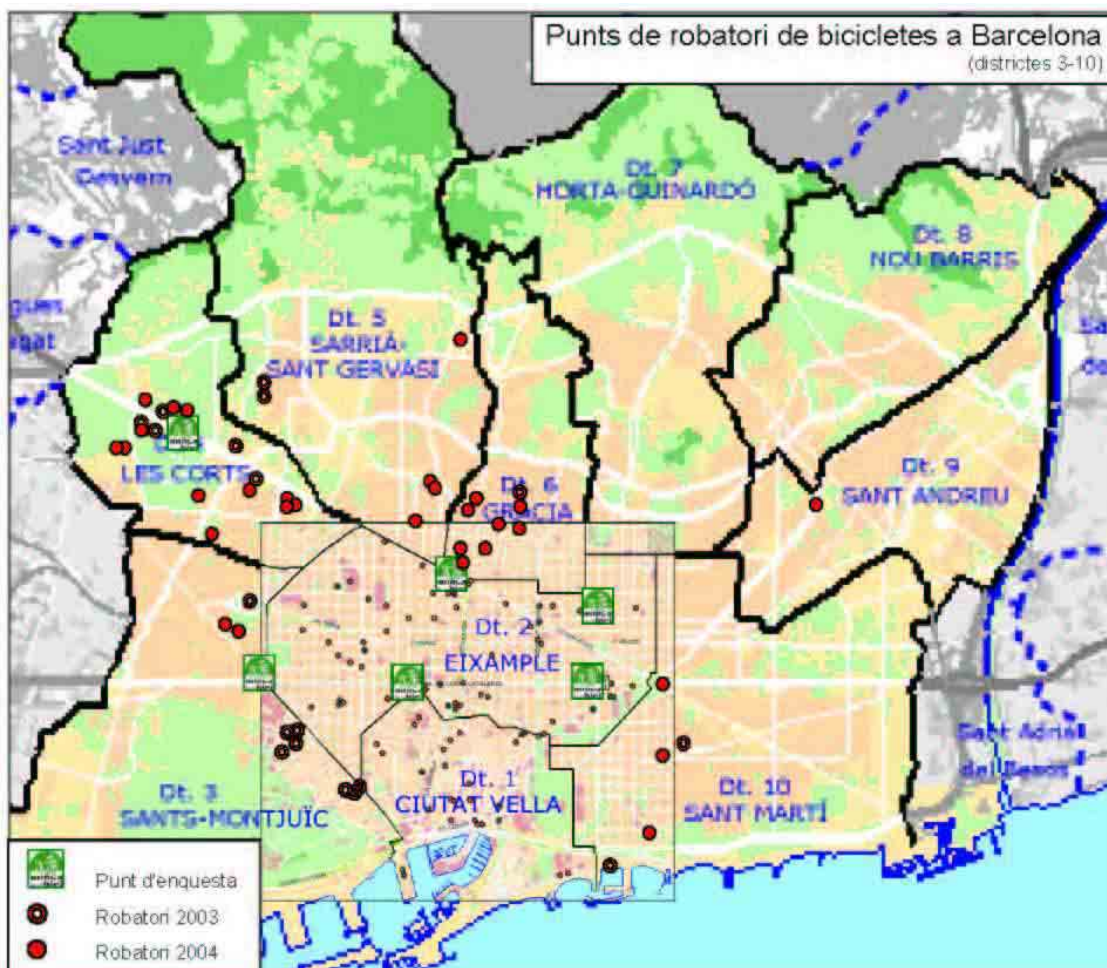 Punts de robatori de bicicletes a Barcelona
(districtes 3-10)
Sant Just
Desvern
Dt. 7
HORTA-GUINARDÓ
Dt. 8
NOU BARRIS
Dt. 5
SARRIÀ-
SANT GERVASI
LES CORTS
Dt. 6
GRÀCIA
Dt. 9
SANT ANDREU
Dt. 2
EIXAMPLE
Sant Adrià
del Besòs
Dt. 3
SANTS-MONTJUÏC
Dt. 1
CIUTAT VELLA
Dt. 10
SANT MARTÍ
Punt d'enquesta
Robatori 2003
Robatori 2004